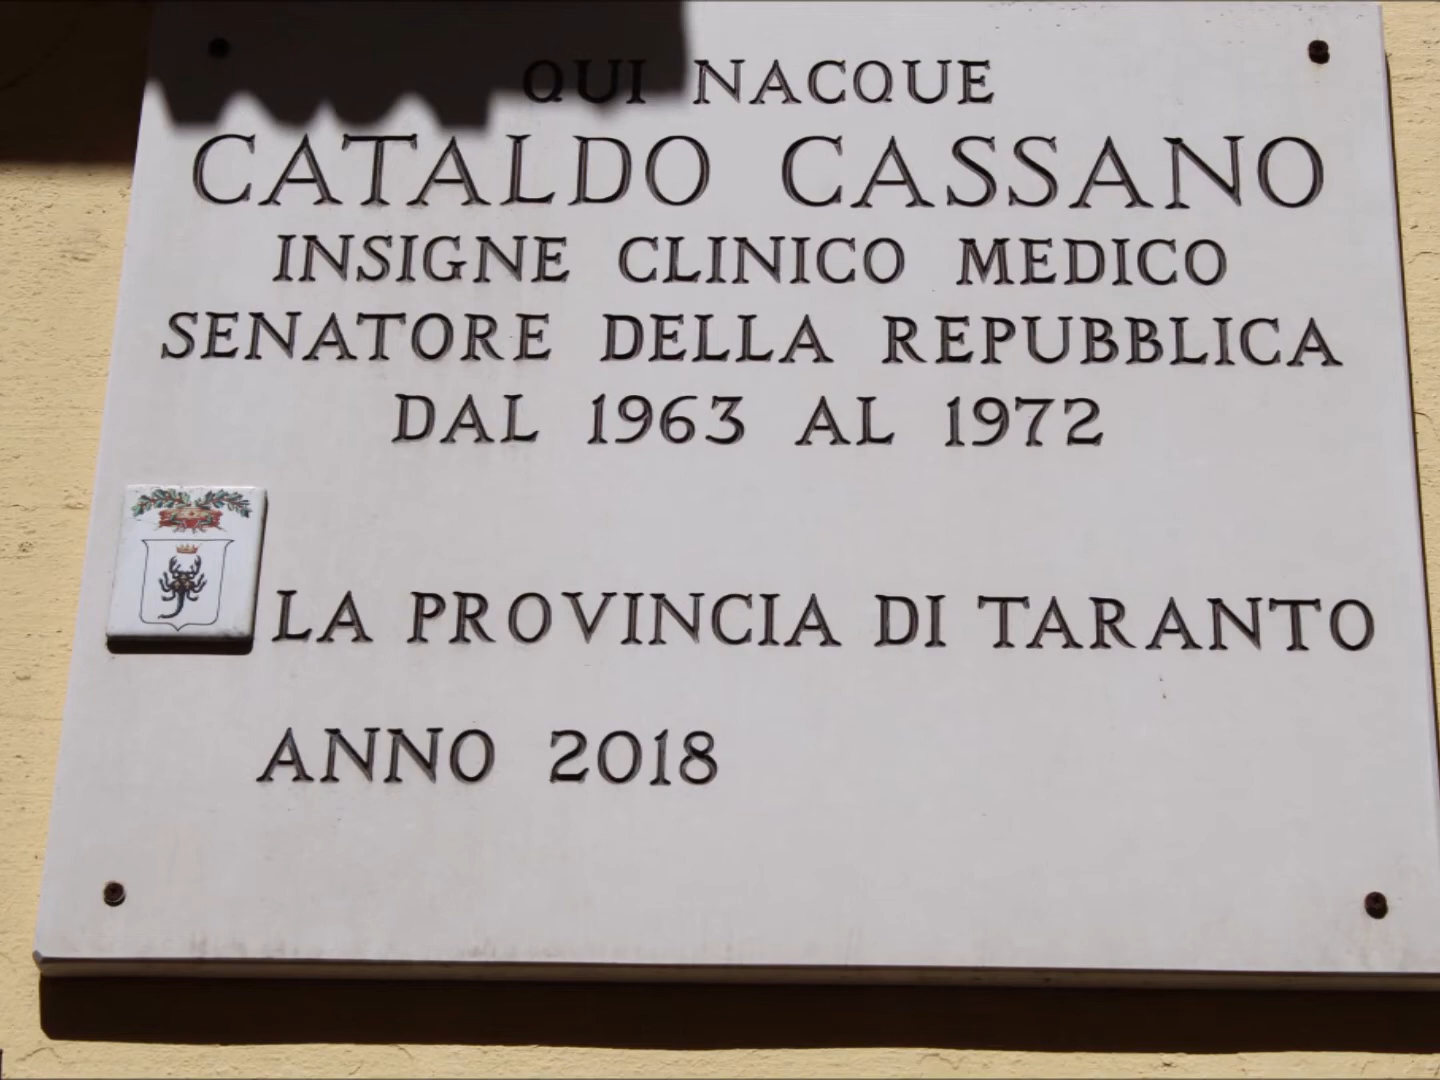 QUI NACQUE
CATALDO CASSANO
INSIGNE CLINICO MEDICO
SENATORE DELLA REPUBBLICA
DAL 1963 AL 1972
LA PROVINCIA DI TARANTO
ANNO 2018